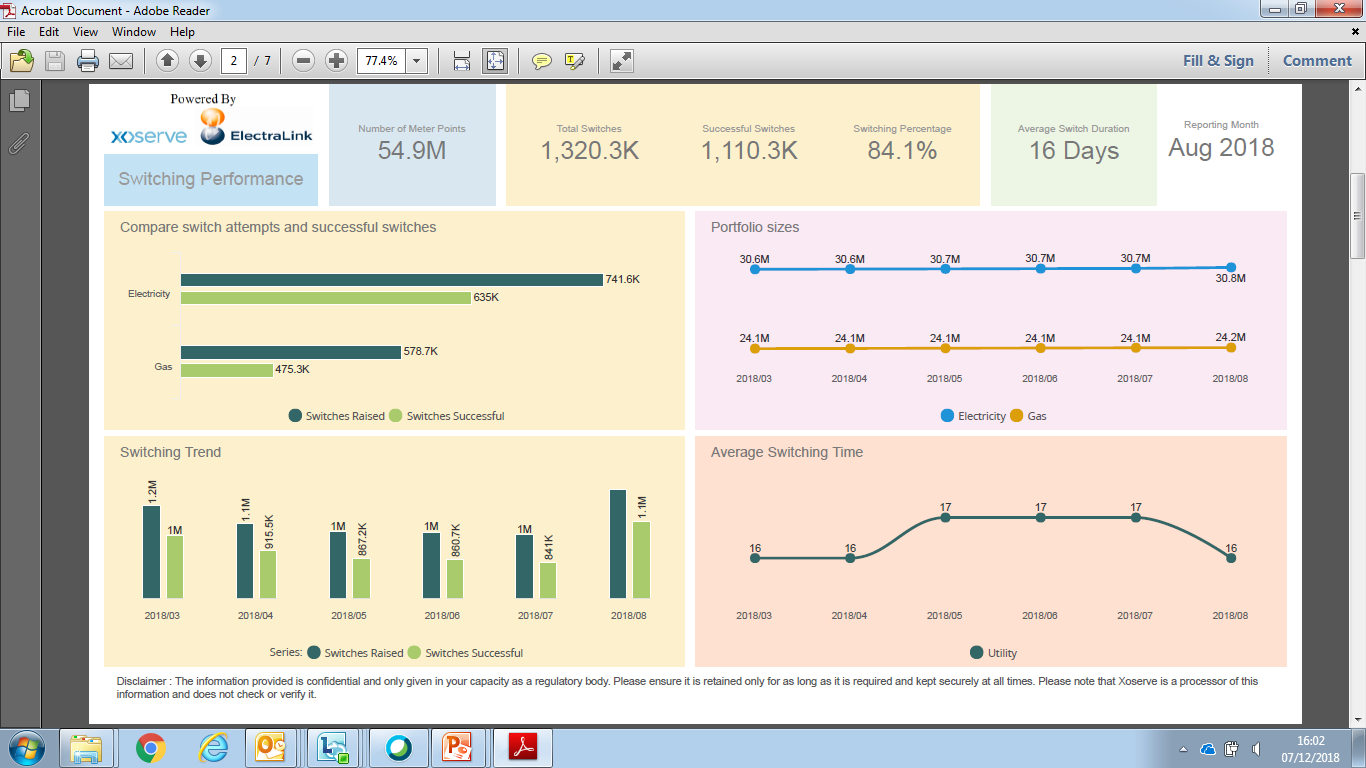 Acrobat Document - Adobe Reader
File Edit View Window Help
2 / 7 77.4% Fill & Sign Comment
Powered By
xoserve ElectraLink
Switching Performance
Number of Meter Points
54.9M
Total Switches
1,320.3K
Successful Switches
1,110.3K
Switching Percentage
84.1%
Average Switch Duration
16 Days
Reporting Month
Aug 2018
Compare switch attempts and successful switches
Electricity
741.6K
635K
Gas
578.7K
475.3K
Switches Raised Switches Successful
Portfolio sizes
30.6M 30.6M 30.7M 30.7M 30.7M 30.8M
24.1M 24.1M 24.1M 24.1M 24.1M 24.2M
2018/03 2018/04 2018/05 2018/06 2018/07 2018/08
Electricity Gas
Switching Trend
1.2M 1M 1.1M 915.5K 1M 867.2K 1M 860.7K 1M 841K 1.1M
2018/03 2018/04 2018/05 2018/06 2018/07 2018/08
Series: Switches Raised Switches Successful
Average Switching Time
16 16 17 17 17 16
2018/03 2018/04 2018/05 2018/06 2018/07 2018/08
Utility
Disclaimer : The information provided is confidential and only given in your capacity as a regulatory body. Please ensure it is retained only for as long as it is required and kept securely at all times. Please note that Xoserve is a processor of this
information and does not check or verify it.
16:02
07/12/2018